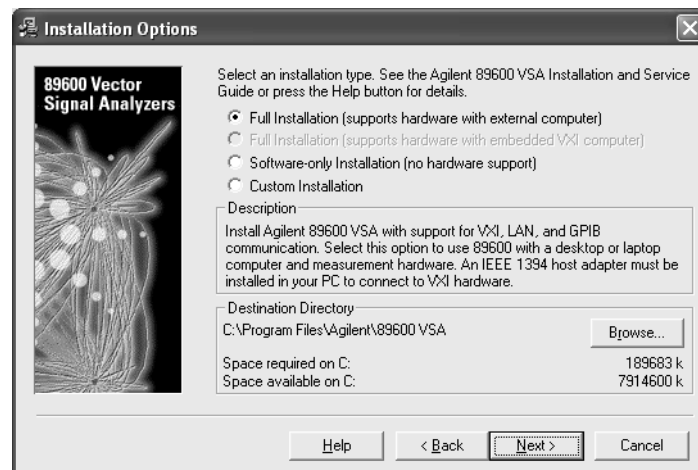 Installation Options
89600 Vector
Signal Analyzers
Select an installation type. See the Agilent 89600 VSA Installation and Service
Guide or press the Help button for details.
Full Installation (supports hardware with external computer)
Full Installation (supports hardware with embedded VXI computer)
Software-only Installation (no hardware support)
Custom Installation
Description
Install Agilent 89600 VSA with support for VXI, LAN, and GPIB
communication. Select this option to use 89600 with a desktop or laptop
computer and measurement hardware. An IEEE 1394 host adapter must be
installed in your PC to connect to VXI hardware.
Destination Directory
C:\Program Files\Agilent\89600 VSA
Browse...
Space required on C: 189683 k
Space available on C: 7914600 k
Help < Back Next > Cancel